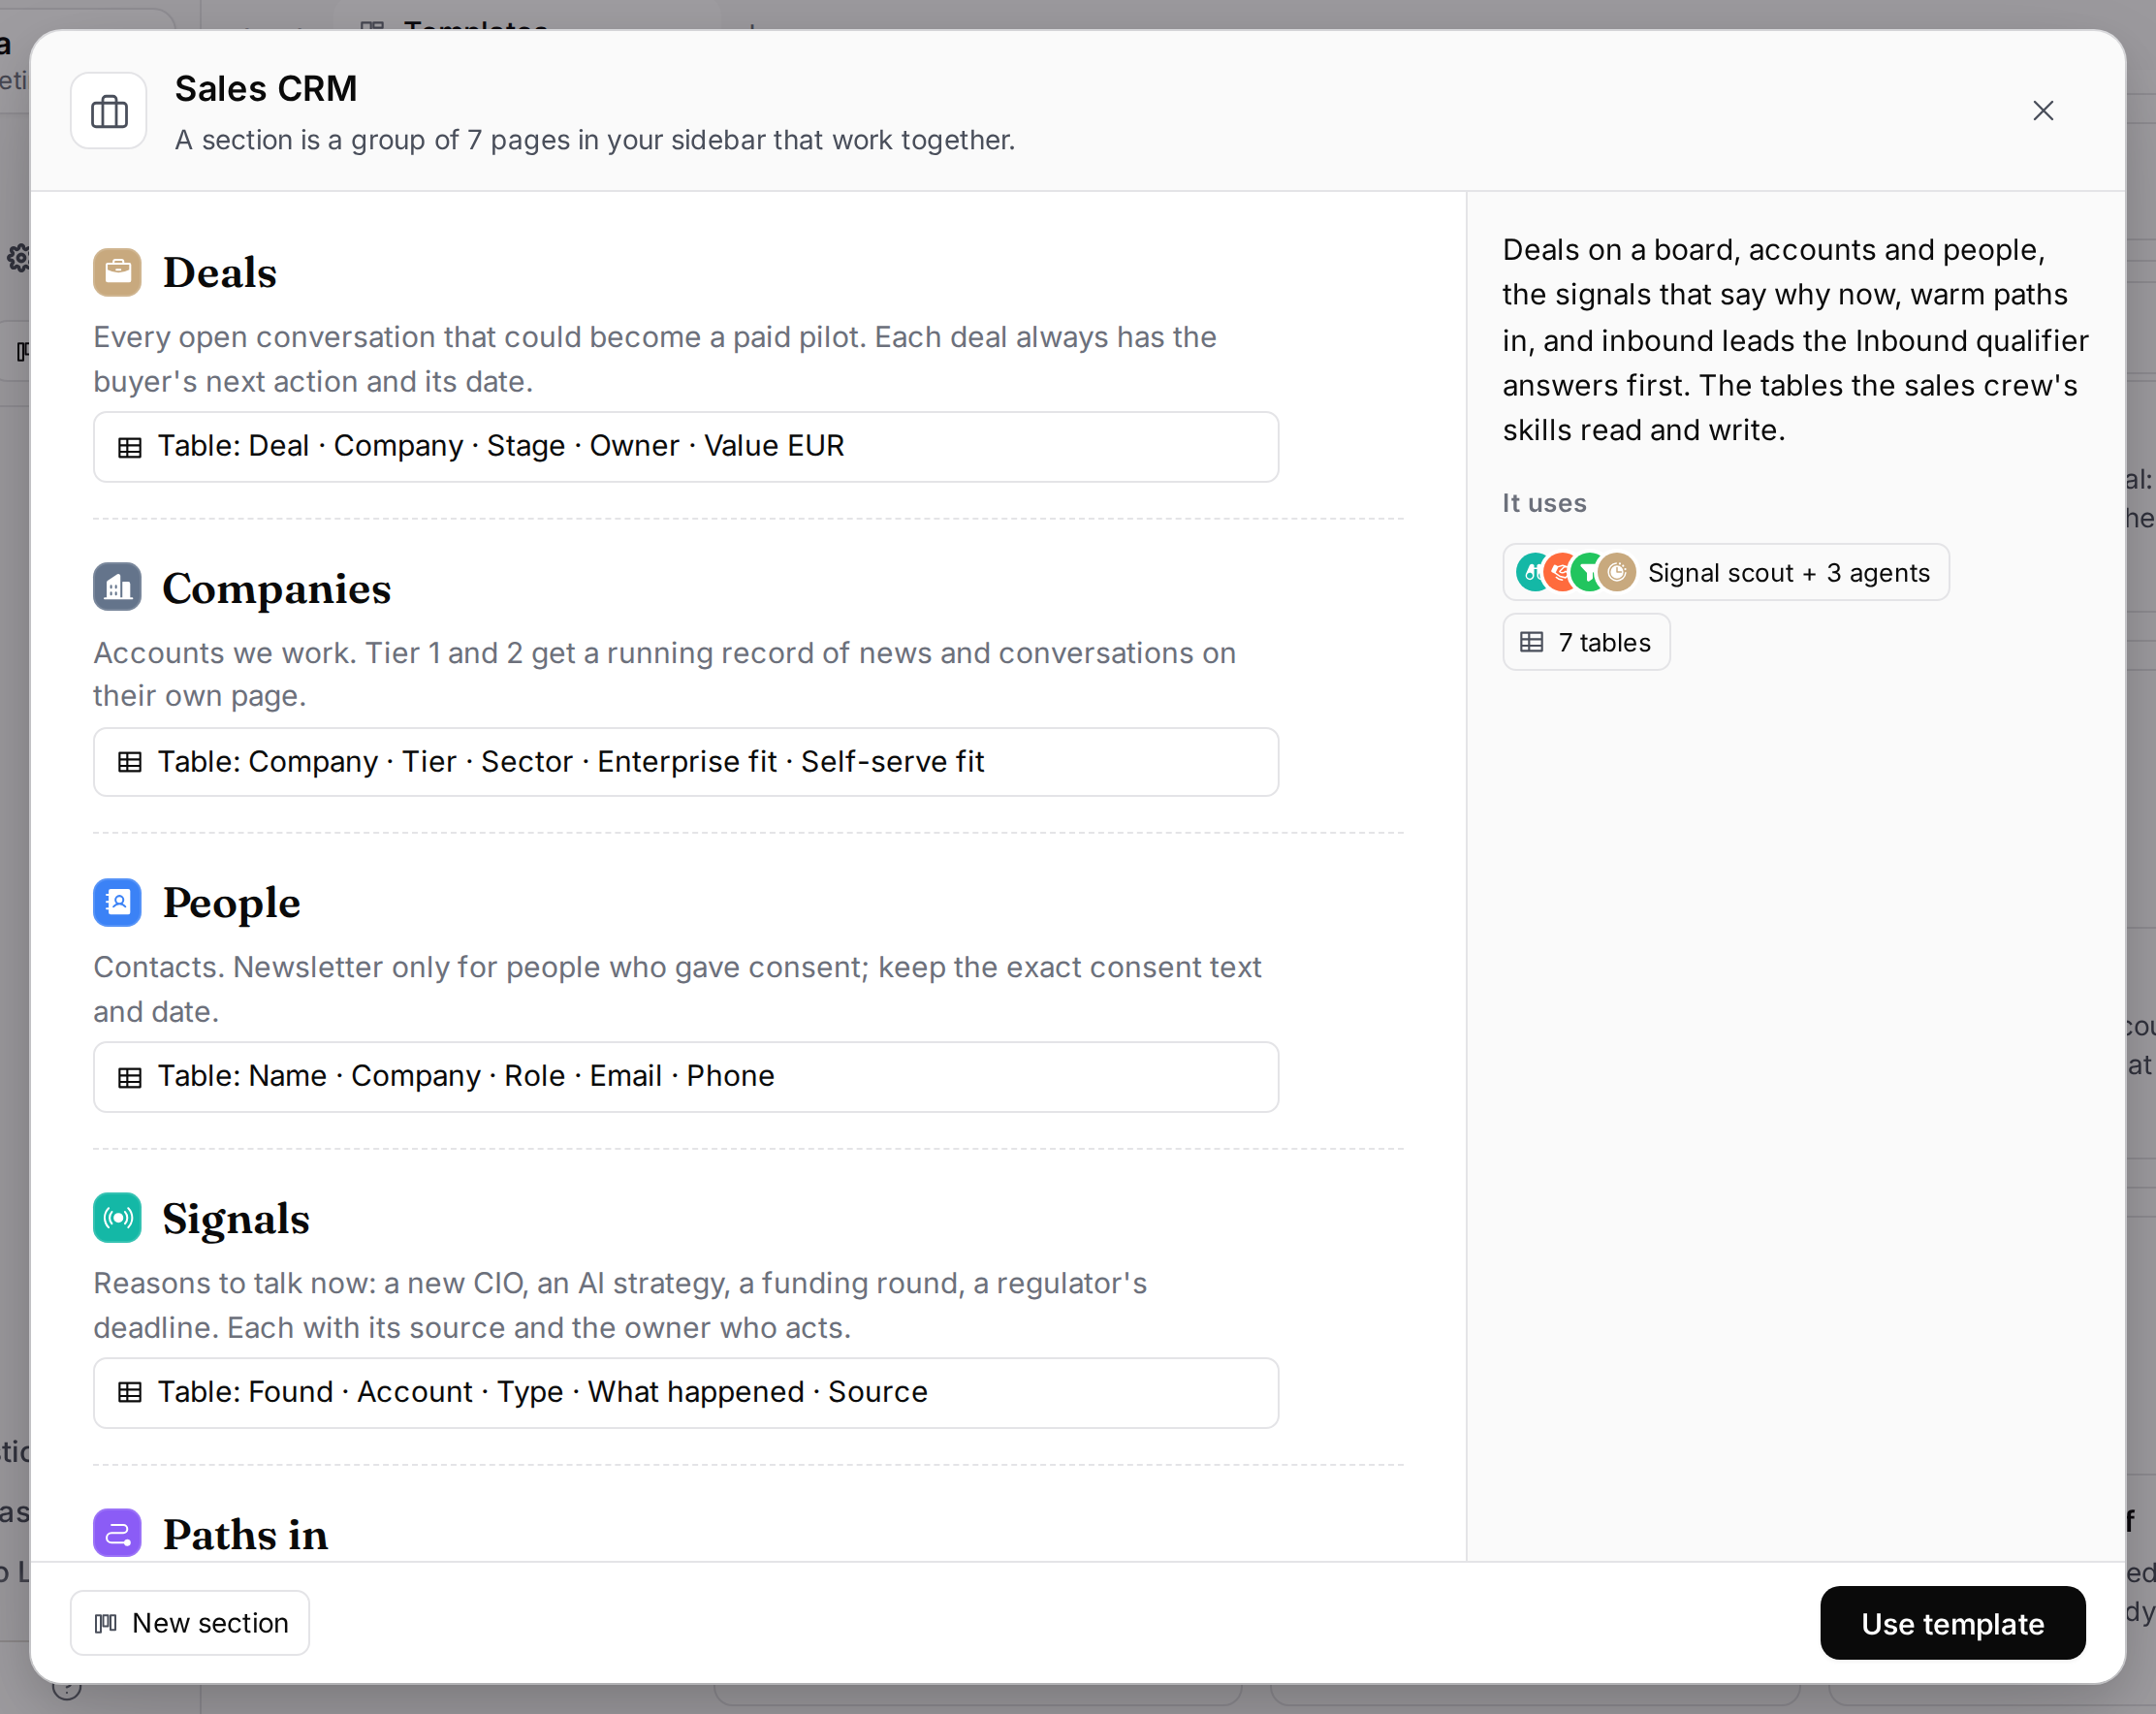 Templates
Sales CRM
A section is a group of 7 pages in your sidebar that work together.
Deals
Every open conversation that could become a paid pilot. Each deal always has the
buyer's next action and its date.
Table: Deal · Company · Stage · Owner · Value EUR
Companies
Accounts we work. Tier 1 and 2 get a running record of news and conversations on
their own page.
Table: Company · Tier · Sector · Enterprise fit · Self-serve fit
People
Contacts. Newsletter only for people who gave consent; keep the exact consent text
and date.
Table: Name · Company · Role · Email · Phone
Signals
Reasons to talk now: a new CIO, an AI strategy, a funding round, a regulator's
deadline. Each with its source and the owner who acts.
Table: Found · Account · Type · What happened · Source
Paths in
Deals on a board, accounts and people,
the signals that say why now, warm paths
in, and inbound leads the Inbound qualifier
answers first. The tables the sales crew's
skills read and write.
It uses
Signal scout + 3 agents
7 tables
New section
Use template